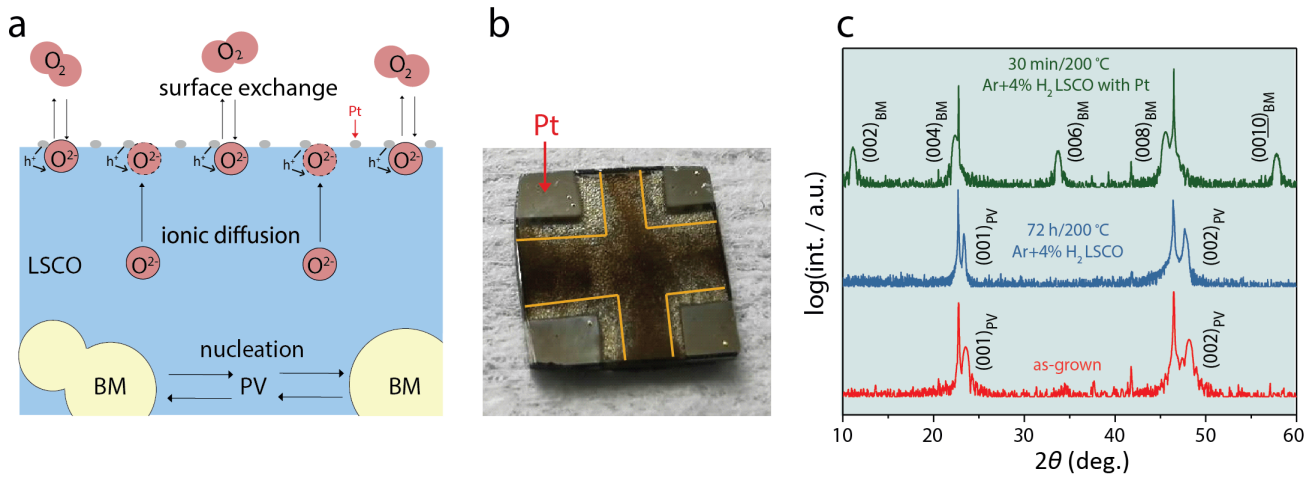 a
O₂
O₂
O₂
surface exchange
Pt
h⁺
O²⁻
h⁺
O²⁻
h⁺
O²⁻
h⁺
O²⁻
h⁺
O²⁻
ionic diffusion
O²⁻
O²⁻
LSCO
nucleation
BM
PV
BM
b
Pt
c
30 min/200 °C
Ar+4% H₂ LSCO with Pt
(002)BM
(004)BM
(006)BM
(008)BM
(0010)BM
72 h/200 °C
Ar+4% H₂ LSCO
(001)PV
(002)PV
as-grown
(001)PV
(002)PV
log(int. / a.u.)
10
20
30
40
50
60
2θ (deg.)